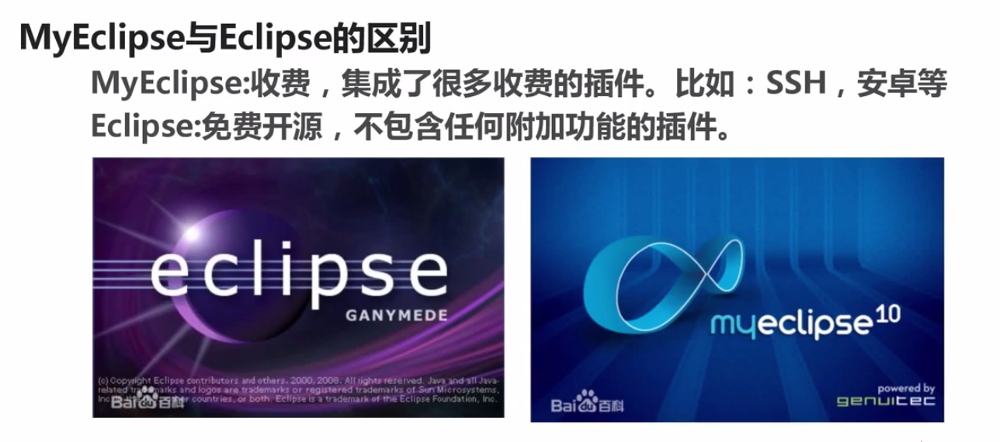 MyEclipse与Eclipse的区别
MyEclipse:收费，集成了很多收费的插件。比如：SSH，安卓等
Eclipse:免费开源，不包含任何附加功能的插件。
eclipse
GANYMEDE
(c) Copyright Eclipse contributors and others. 2000, 2008. All rights reserved. Java and all Java-
related trademarks and logos are trademarks or registered trademarks of Sun Microsystems,
countries, or both. Eclipse is a trademark of the Eclipse Foundation, Inc.
Baidu百科
myeclipse10
powered by
genuitec
Baidu百科